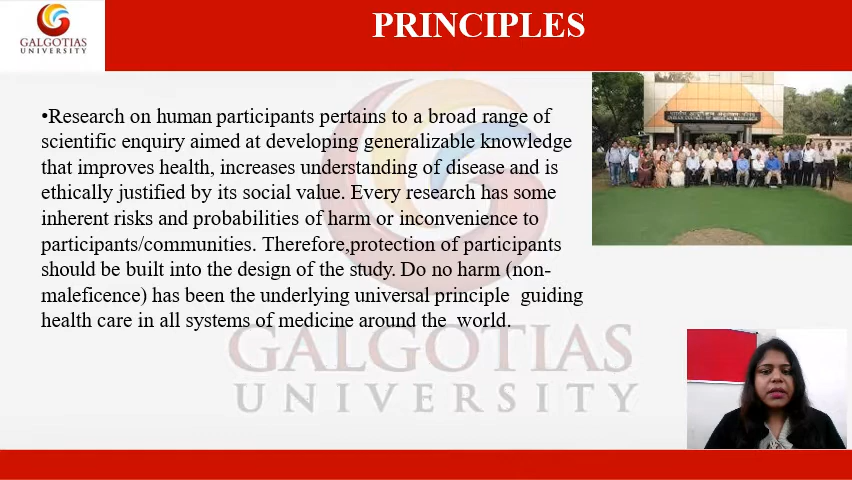 GALGOTIAS
UNIVERSITY
PRINCIPLES
•Research on human participants pertains to a broad range of
scientific enquiry aimed at developing generalizable knowledge
that improves health, increases understanding of disease and is
ethically justified by its social value. Every research has some
inherent risks and probabilities of harm or inconvenience to
participants/communities. Therefore,protection of participants
should be built into the design of the study. Do no harm (non-
maleficence) has been the underlying universal principle guiding
health care in all systems of medicine around the world.
GALGOTIAS
UNIVERSITY